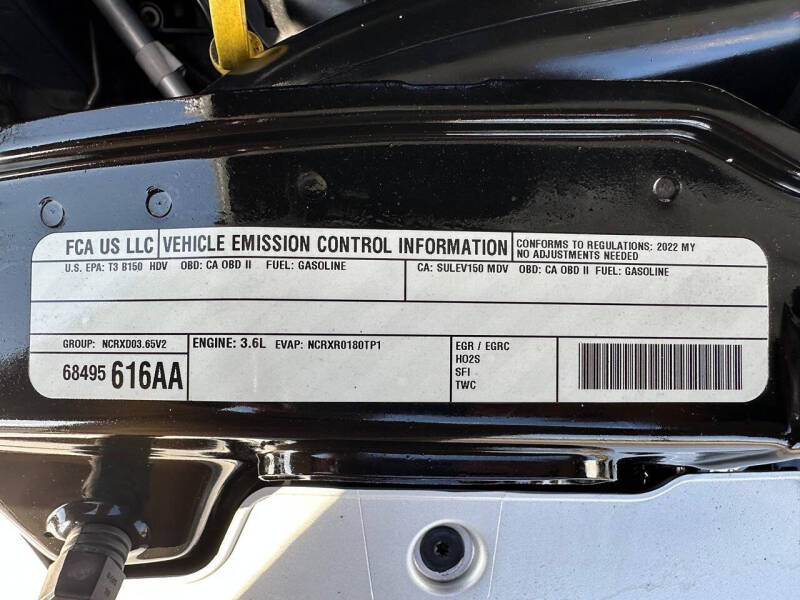 FCA US LLC VEHICLE EMISSION CONTROL INFORMATION CONFORMS TO REGULATIONS: 2022 MY
NO ADJUSTMENTS NEEDED
U.S. EPA: T3 B150 HDV OBD: CA OBD II FUEL: GASOLINE CA: SULEV150 MDV OBD: CA OBD II FUEL: GASOLINE
GROUP: NCRXD03.65V2
68495 616AA
ENGINE: 3.6L EVAP: NCRXR0180TP1
EGR / EGRC
HO2S
SFI
TWC